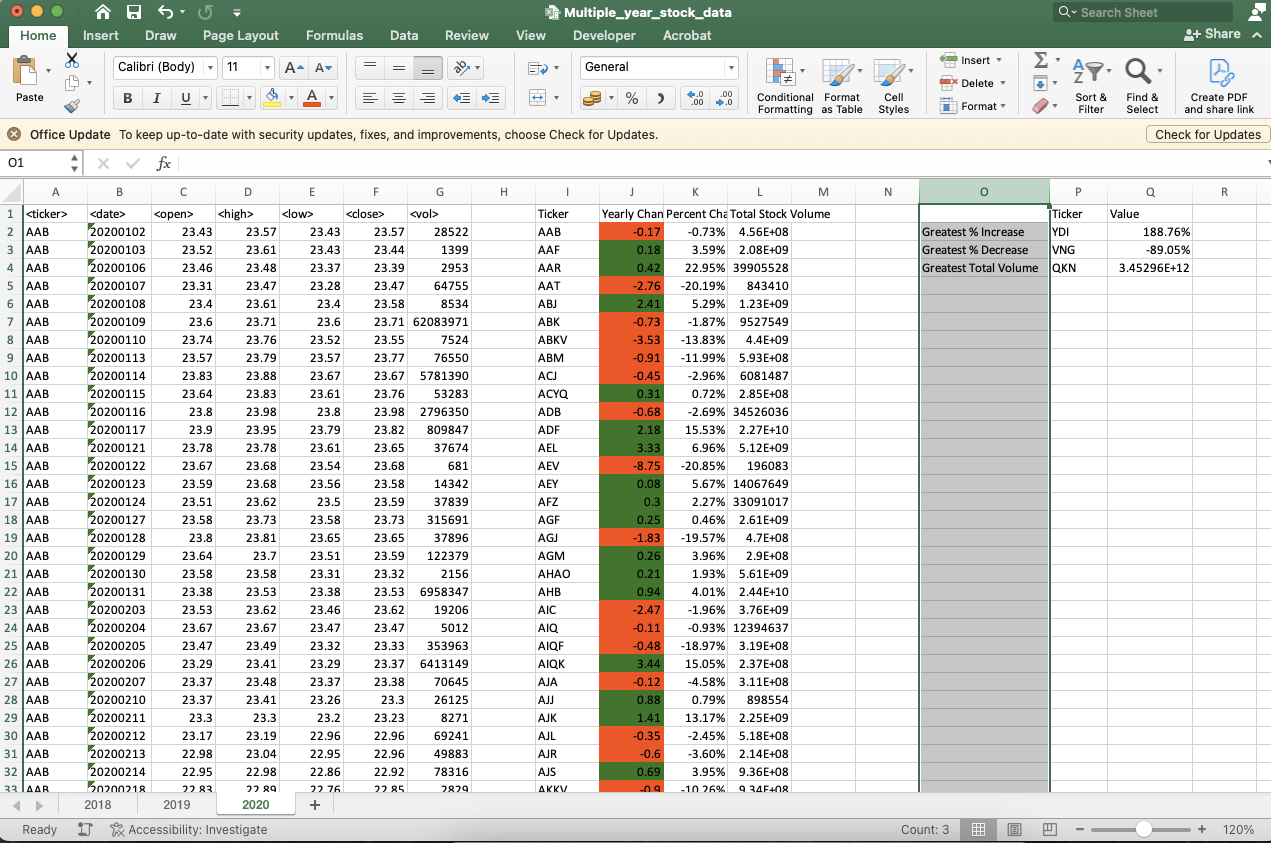 Multiple_year_stock_data
Search Sheet
Home Insert Draw Page Layout Formulas Data Review View Developer Acrobat Share
Paste
Calibri (Body) 11 A A
B I U A
General
% )
Conditional Formatting
Format as Table
Cell Styles
Insert
Delete
Format
Sort & Filter
Find & Select
Create PDF and share link
Office Update To keep up-to-date with security updates, fixes, and improvements, choose Check for Updates. Check for Updates
O1 fx
A B C D E F G H I J K L M N O P Q R
1 <ticker> <date> <open> <high> <low> <close> <vol> Ticker Yearly Chan Percent Cha Total Stock Volume Ticker Value
2 AAB 20200102 23.43 23.57 23.43 23.57 28522 AAB -0.17 -0.73% 4.56E+08 Greatest % Increase YDI 188.76%
3 AAB 20200103 23.52 23.61 23.43 23.44 1399 AAF 0.18 3.59% 2.08E+09 Greatest % Decrease VNG -89.05%
4 AAB 20200106 23.46 23.48 23.37 23.39 2953 AAR 0.42 22.95% 39905528 Greatest Total Volume QKN 3.45296E+12
5 AAB 20200107 23.31 23.47 23.28 23.47 64755 AAT -2.76 -20.19% 843410
6 AAB 20200108 23.4 23.61 23.4 23.58 8534 ABJ 2.41 5.29% 1.23E+09
7 AAB 20200109 23.6 23.71 23.6 23.71 62083971 ABK -0.73 -1.87% 9527549
8 AAB 20200110 23.74 23.76 23.52 23.55 7524 ABKV -3.53 -13.83% 4.4E+09
9 AAB 20200113 23.57 23.79 23.57 23.77 76550 ABM -0.91 -11.99% 5.93E+08
10 AAB 20200114 23.83 23.88 23.67 23.67 5781390 ACJ -0.45 -2.96% 6081487
11 AAB 20200115 23.64 23.83 23.61 23.76 53283 ACYQ 0.31 0.72% 2.85E+08
12 AAB 20200116 23.8 23.98 23.8 23.98 2796350 ADB -0.68 -2.69% 34526036
13 AAB 20200117 23.9 23.95 23.79 23.82 809847 ADF 2.18 15.53% 2.27E+10
14 AAB 20200121 23.78 23.78 23.61 23.65 37674 AEL 3.33 6.96% 5.12E+09
15 AAB 20200122 23.67 23.68 23.54 23.68 681 AEV -8.75 -20.85% 196083
16 AAB 20200123 23.59 23.68 23.56 23.58 14342 AEY 0.08 5.67% 14067649
17 AAB 20200124 23.51 23.62 23.5 23.59 37839 AFZ 0.3 2.27% 33091017
18 AAB 20200127 23.58 23.73 23.58 23.73 315691 AGF 0.25 0.46% 2.61E+09
19 AAB 20200128 23.8 23.81 23.65 23.65 37896 AGJ -1.83 -19.57% 4.7E+08
20 AAB 20200129 23.64 23.7 23.51 23.59 122379 AGM 0.26 3.96% 2.9E+08
21 AAB 20200130 23.58 23.58 23.31 23.32 2156 AHAO 0.21 1.93% 5.61E+09
22 AAB 20200131 23.38 23.53 23.38 23.53 6958347 AHB 0.94 4.01% 2.44E+10
23 AAB 20200203 23.53 23.62 23.46 23.62 19206 AIC -2.47 -1.96% 3.76E+09
24 AAB 20200204 23.67 23.67 23.47 23.47 5012 AIQ -0.11 -0.93% 12394637
25 AAB 20200205 23.47 23.49 23.32 23.33 353963 AIQF -0.48 -18.97% 3.19E+08
26 AAB 20200206 23.29 23.41 23.29 23.37 6413149 AIQK 3.44 15.05% 2.37E+08
27 AAB 20200207 23.37 23.48 23.37 23.38 70645 AJA -0.12 -4.58% 3.11E+08
28 AAB 20200210 23.37 23.41 23.26 23.3 26125 AJJ 0.88 0.79% 898554
29 AAB 20200211 23.3 23.3 23.2 23.23 8271 AJK 1.41 13.17% 2.25E+09
30 AAB 20200212 23.17 23.19 22.96 22.96 69241 AJL -0.35 -2.45% 5.18E+08
31 AAB 20200213 22.98 23.04 22.95 22.96 49883 AJR -0.6 -3.60% 2.14E+08
32 AAB 20200214 22.95 22.98 22.86 22.92 78316 AJS 0.69 3.95% 9.36E+08
33 AAB 20200218 22.83 22.89 22.76 22.85 2829 AKKV -0.9 -10.26% 9.34E+08
2018 2019 2020 +
Ready Accessibility: Investigate Count: 3 120%